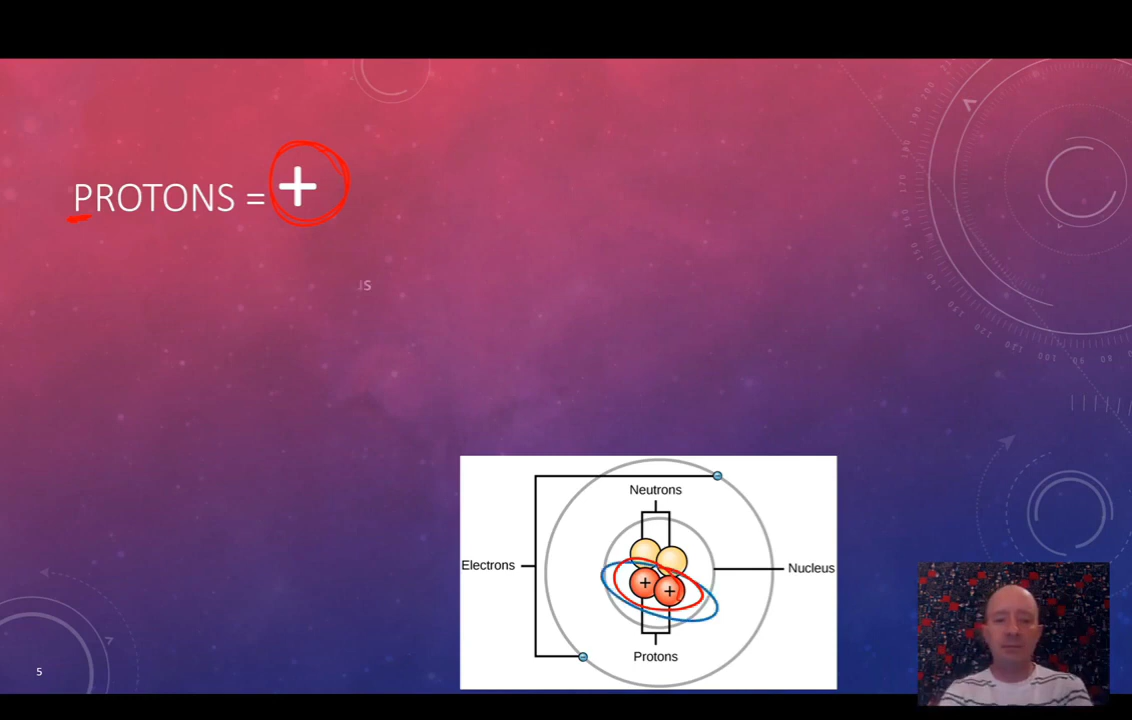 PROTONS = +
Neutrons
Electrons
Nucleus
+
+
Protons
5